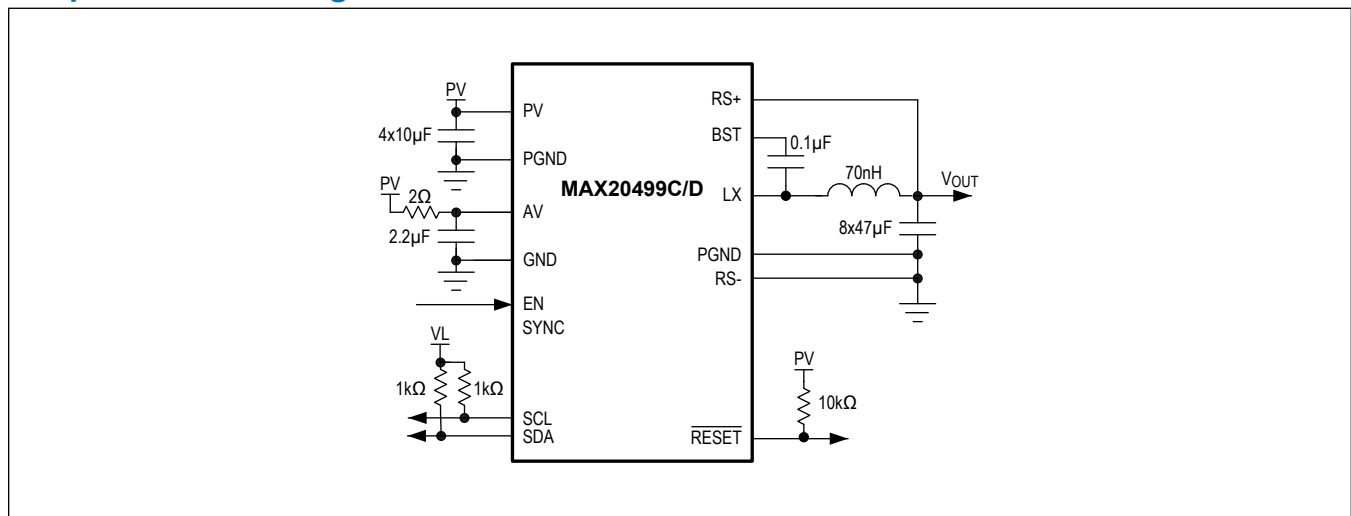 PV
PV
4x10µF
PGND
PV
2Ω
AV
2.2µF
GND
EN
SYNC
VL
1kΩ
1kΩ
SCL
SDA
MAX20499C/D
RS+
BST
0.1µF
70nH
LX
VOUT
8x47µF
PGND
RS-
PV
10kΩ
RESET